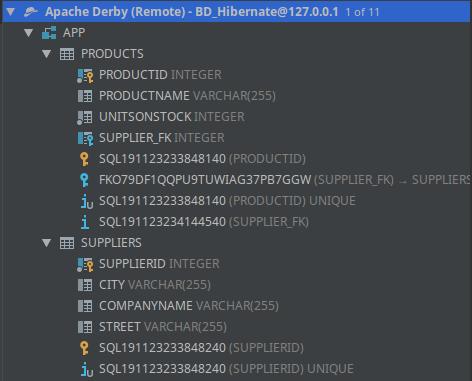 Apache Derby (Remote) - BD_Hibernate@127.0.0.1 1 of 11
APP
PRODUCTS
PRODUCTID INTEGER
PRODUCTNAME VARCHAR(255)
UNITSONSTOCK INTEGER
SUPPLIER_FK INTEGER
SQL191123233848140 (PRODUCTID)
FKO79DF1QQPU9TUWIAG37PB7GGW (SUPPLIER_FK) → SUPPLIERS
SQL191123233848140 (PRODUCTID) UNIQUE
SQL191123234144540 (SUPPLIER_FK)
SUPPLIERS
SUPPLIERID INTEGER
CITY VARCHAR(255)
COMPANYNAME VARCHAR(255)
STREET VARCHAR(255)
SQL191123233848240 (SUPPLIERID)
SQL191123233848240 (SUPPLIERID) UNIQUE